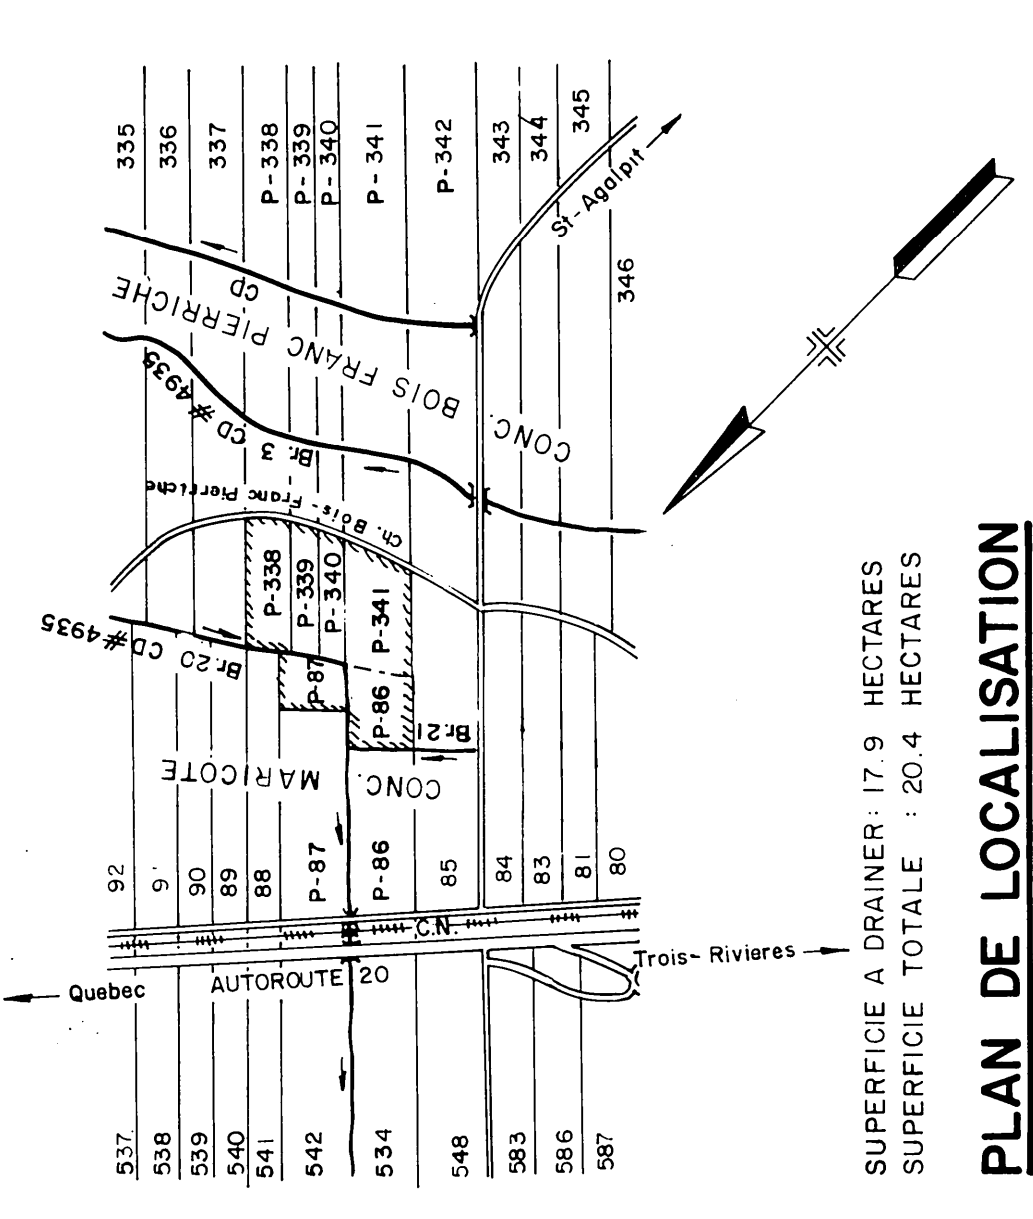 335
336
337
P-338
P-339
P-340
P-341
P-342
343
344
345
346
St-Agalpit
CD
CONC. BOIS FRANC PIERRICHE
Br. 3 CD # 4935
Ch. Bois-Franc Pierriche
P-338
P-339
P-340
P-341
Br. 20 CD # 4935
P-87
P-86
Br. 21
CONC. MARICOTE
92
9'
90
89
88
P-87
P-86
85
84
83
81
80
C.N.
AUTOROUTE 20
Quebec
Trois-Rivieres
537
538
539
540
541
542
534
548
583
586
587
SUPERFICIE A DRAINER: 17.9 HECTARES
SUPERFICIE TOTALE : 20.4 HECTARES
PLAN DE LOCALISATION